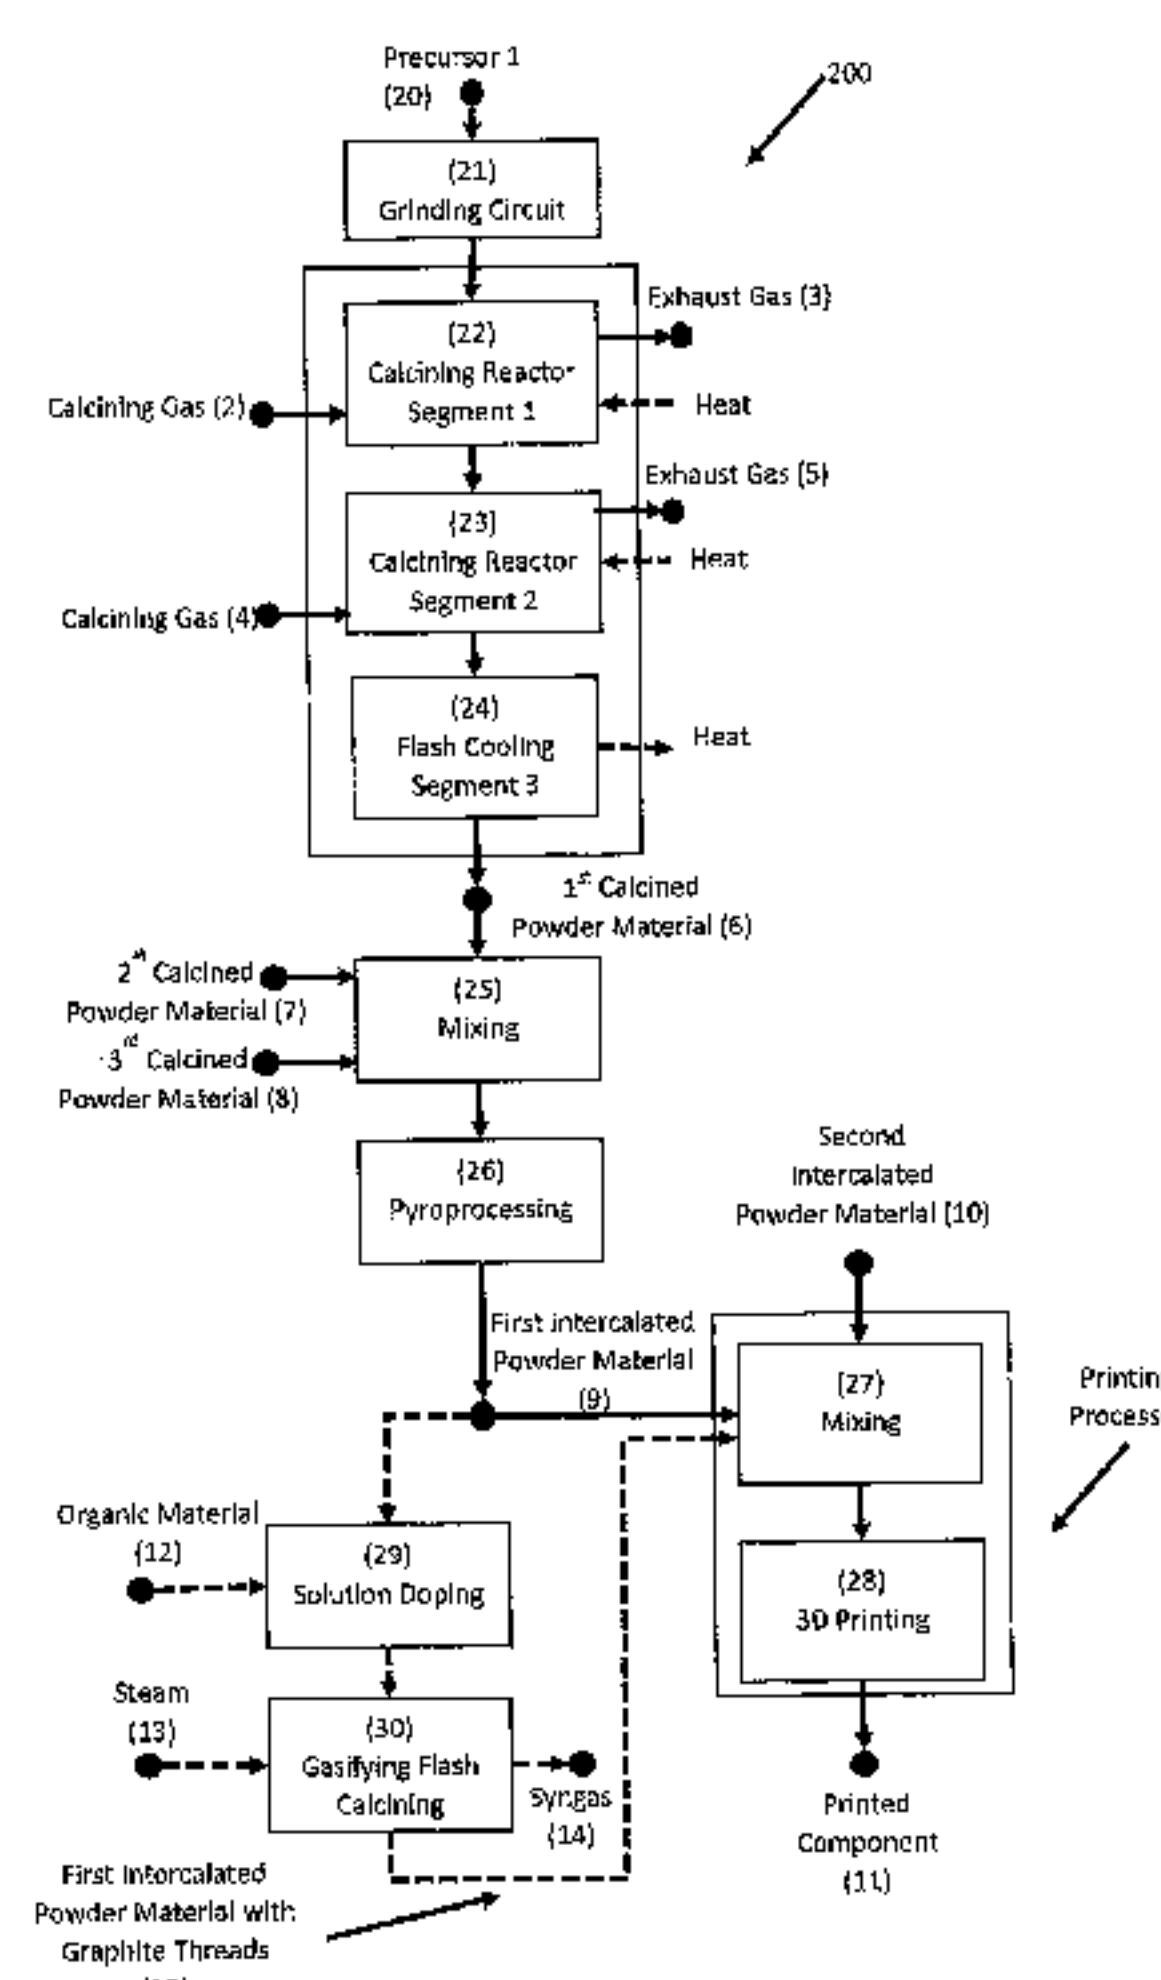 Precursor 1
(20)
200
(21)
Grinding Circuit
Exhaust Gas (3)
(22)
Calcining Reactor
Segment 1
Calcining Gas (2)
Heat
Exhaust Gas (5)
(23)
Calcining Reactor
Segment 2
Heat
Calcining Gas (4)
(24)
Flash Cooling
Segment 3
Heat
1st Calcined
Powder Material (6)
2nd Calcined
Powder Material (7)
3rd Calcined
Powder Material (8)
(25)
Mixing
(26)
Pyroprocessing
Second
Intercalated
Powder Material (10)
First intercalated
Powder Material
(9)
(27)
Mixing
Printin
Process
(28)
3D Printing
Organic Material
(12)
(29)
Solution Doping
Steam
(13)
(30)
Gasifying Flash
Calcining
Syngas
(14)
Printed
Component
(11)
First Intercalated
Powder Material with
Graphite Threads